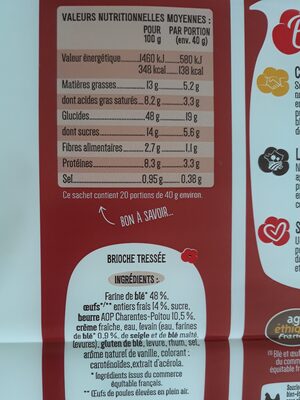 VALEURS NUTRITIONNELLES MOYENNES :
POUR 100 g PAR PORTION (env. 40 g)
Valeur énergétique 1460 kJ 580 kJ
348 kcal 138 kcal
Matières grasses 13 g 5.2 g
dont acides gras saturés 8.2 g 3.3 g
Glucides 48 g 19 g
dont sucres 14 g 5.6 g
Fibres alimentaires 2.7 g 1.1 g
Protéines 8.3 g 3.3 g
Sel 0.95 g 0.38 g
Ce sachet contient 20 portions de 40 g environ.
BON À SAVOIR...
BRIOCHE TRESSÉE
INGRÉDIENTS :
Farine de blé* 48 %,
œufs*/** entiers frais 14 %, sucre,
beurre AOP Charentes-Poitou 10,5 %,
crème fraîche, eau, levain (eau, farines
de blé* 0,9 %, de seigle et de blé malté,
levures), gluten de blé, levure, thum, sel,
arôme naturel de vanille, colorant :
caroténoïdes, extrait d'acérola.
* Ingrédients issus du commerce
équitable français.
** Œufs de poules élevées en plein air.